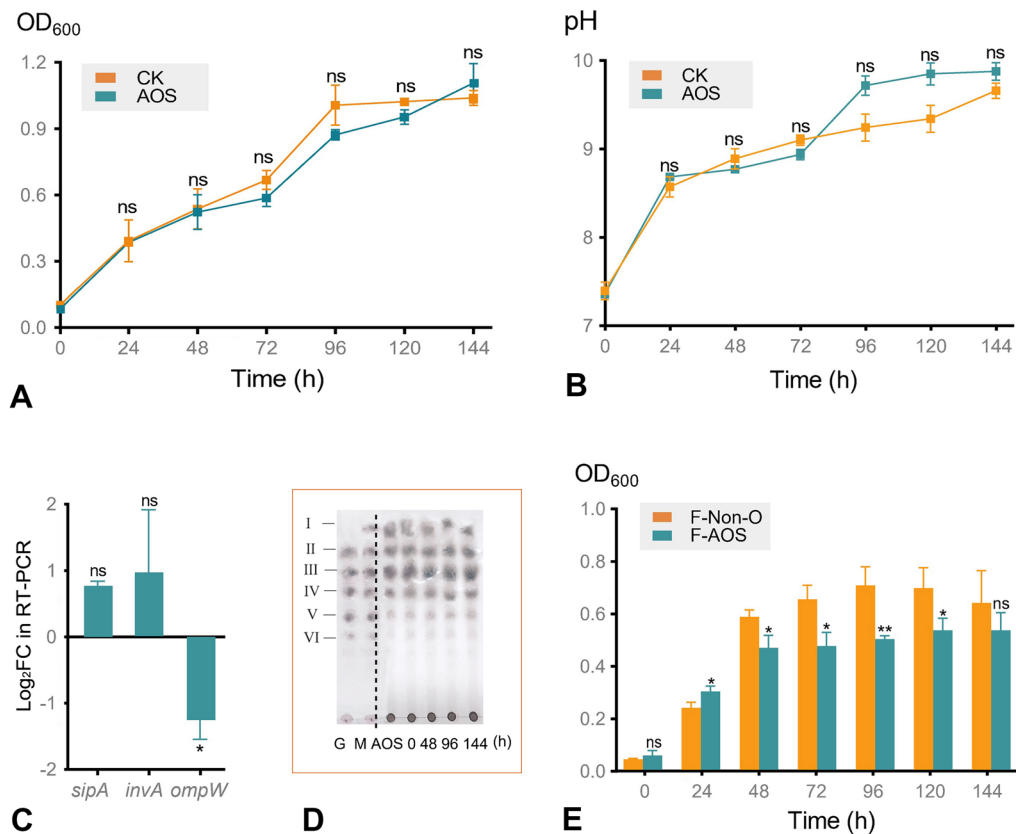 OD600
1.2
0.9
0.6
0.3
0.0
CK
AOS
ns
ns
ns
ns
ns
ns
0 24 48 72 96 120 144
Time (h)
A
pH
10
9
8
7
CK
AOS
ns
ns
ns
ns
ns
ns
0 24 48 72 96 120 144
Time (h)
B
Log₂FC in RT-PCR
2
1
0
-1
-2
ns
ns
*
sipA invA ompW
C
I
II
III
IV
V
VI
G M AOS 0 48 96 144 (h)
D
OD600
1.0
0.8
0.6
0.4
0.2
0.0
F-Non-O
F-AOS
ns
*
*
*
**
*
ns
0 24 48 72 96 120 144
Time (h)
E